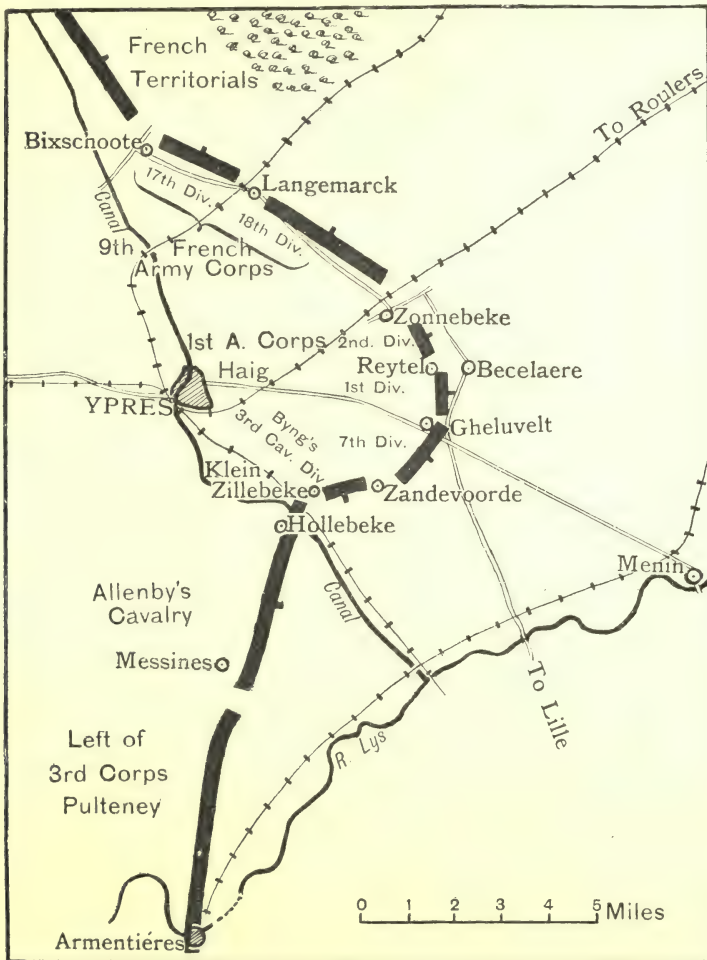 French
Territorials
To Roulers
Bixschoote
Langemarck
17th Div.
18th Div.
Canal
9th French
Army Corps
Zonnebeke
1st A. Corps
2nd. Div.
Haig
Reytel
Becelaere
1st Div.
YPRES
Byng's
3rd Cav. Div
7th Div.
Gheluvelt
Klein
Zillebeke
Zandevoorde
Hollebeke
Menin
Allenby's
Cavalry
Canal
Messines
To Lille
Left of
3rd Corps
Pulteney
R. Lys
0 1 2 3 4 5 Miles
Armentiéres